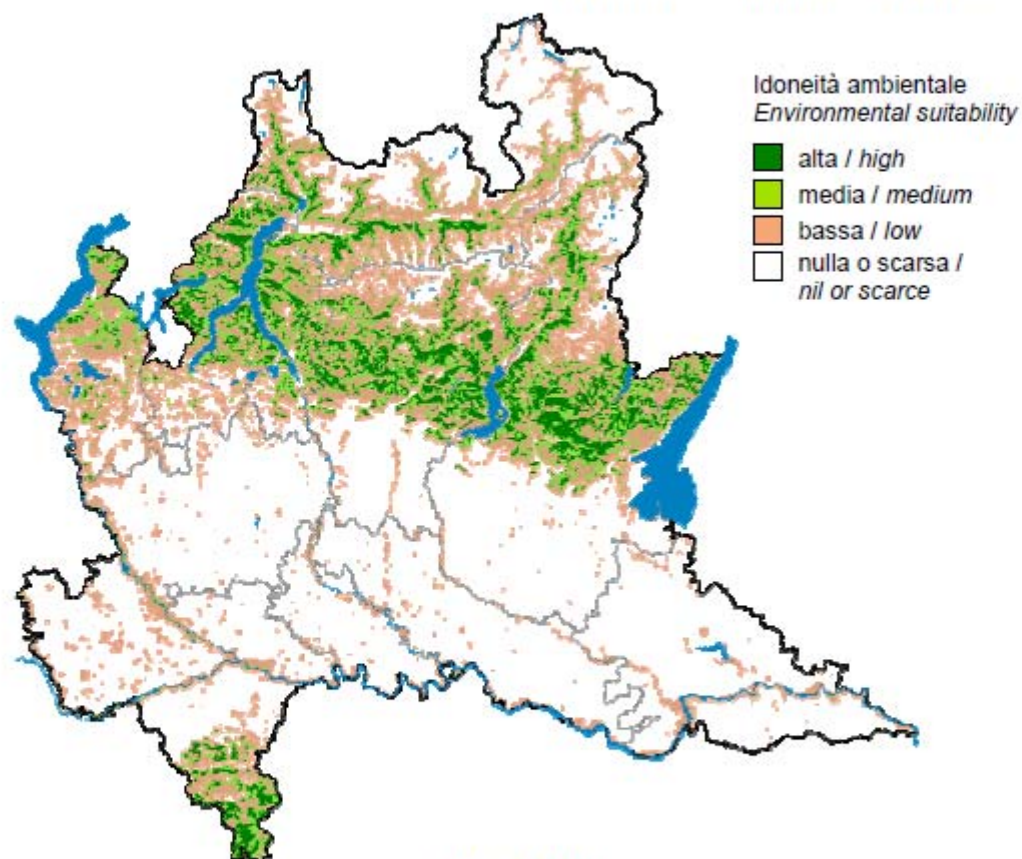 Idoneità ambientale
Environmental suitability
alta / high
media / medium
bassa / low
nulla o scarsa /
nil or scarce